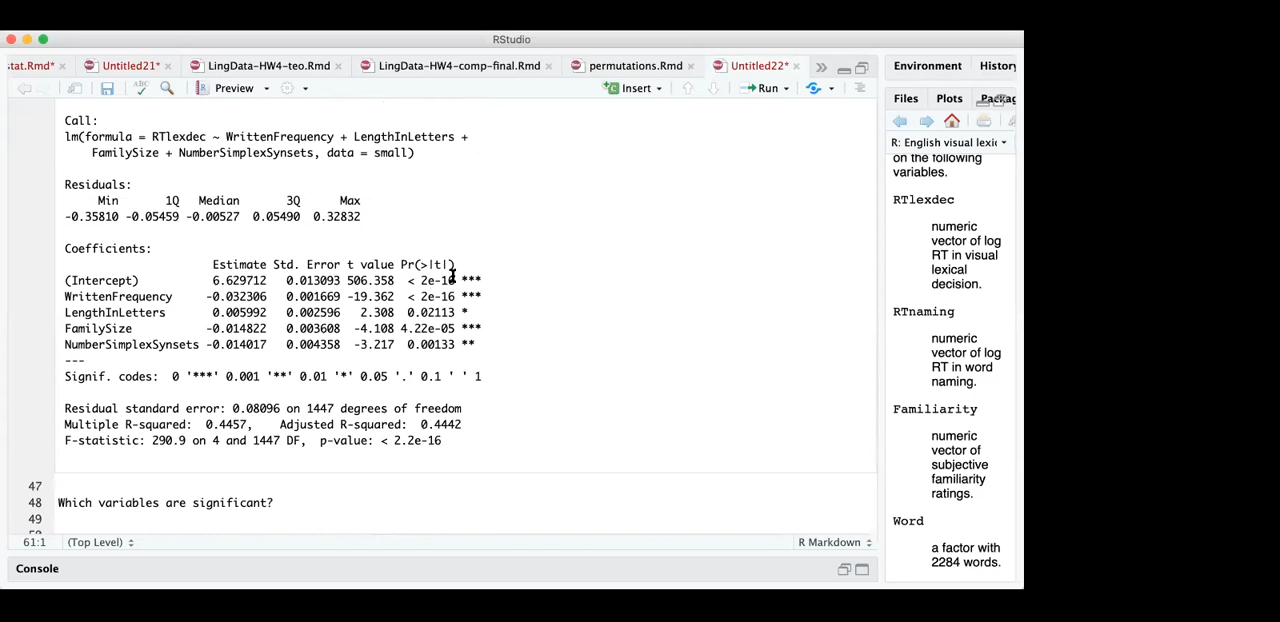 RStudio
tat.Rmd* Untitled21* LingData-HW4-teo.Rmd LingData-HW4-comp-final.Rmd permutations.Rmd Untitled22*
ABC Preview Insert Run
Call:
lm(formula = RTlexdec ~ WrittenFrequency + LengthInLetters +
FamilySize + NumberSimplexSynsets, data = small)
Residuals:
Min 1Q Median 3Q Max
-0.35810 -0.05459 -0.00527 0.05490 0.32832
Coefficients:
Estimate Std. Error t value Pr(>|t|)
(Intercept) 6.629712 0.013093 506.358 < 2e-16 ***
WrittenFrequency -0.032306 0.001669 -19.362 < 2e-16 ***
LengthInLetters 0.005992 0.002596 2.308 0.02113 *
FamilySize -0.014822 0.003608 -4.108 4.22e-05 ***
NumberSimplexSynsets -0.014017 0.004358 -3.217 0.00133 **
---
Signif. codes: 0 '***' 0.001 '**' 0.01 '*' 0.05 '.' 0.1 ' ' 1
Residual standard error: 0.08096 on 1447 degrees of freedom
Multiple R-squared: 0.4457, Adjusted R-squared: 0.4442
F-statistic: 290.9 on 4 and 1447 DF, p-value: < 2.2e-16
47
48 Which variables are significant?
49
61:1 (Top Level) R Markdown
Console
Environment History
Files Plots Packag
R: English visual lexic
on the following
variables.
RTlexdec
numeric
vector of log
RT in visual
lexical
decision.
RTnaming
numeric
vector of log
RT in word
naming.
Familiarity
numeric
vector of
subjective
familiarity
ratings.
Word
a factor with
2284 words.